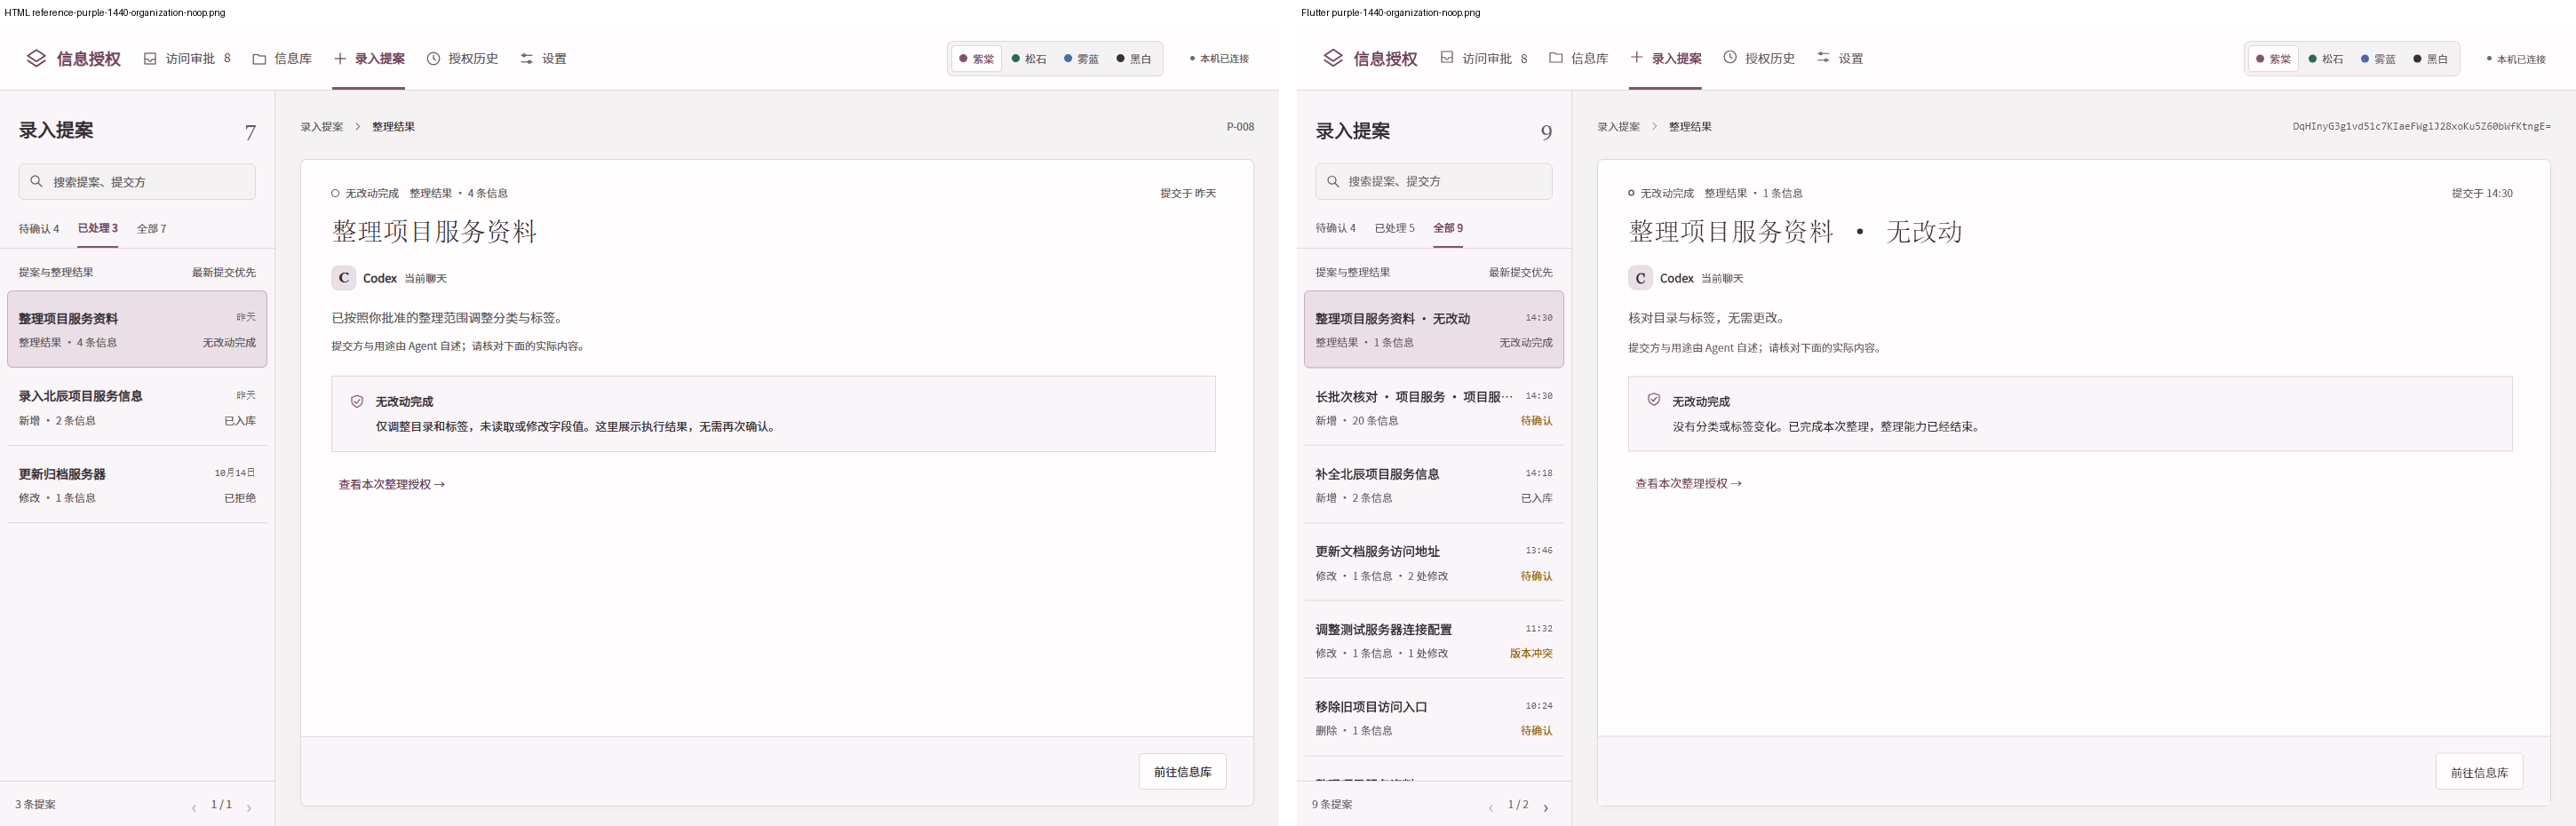 HTML reference-purple-1440-organization-noop.png
信息授权 访问审批 8 信息库 录入提案 授权历史 设置 紫棠 松石 雾蓝 黑白 本机已连接
录入提案 7
搜索提案、提交方
待确认 4 已处理 3 全部 7
提案与整理结果 最新提交优先
整理项目服务资料 昨天
整理结果 • 4 条信息 无改动完成
录入北辰项目服务信息 昨天
新增 • 2 条信息 已入库
更新归档服务器 10月14日
修改 • 1 条信息 已拒绝
3 条提案 ‹ 1 / 1 ›
录入提案 > 整理结果 P-008
无改动完成 整理结果 • 4 条信息 提交于 昨天
整理项目服务资料
C Codex 当前聊天
已按照你批准的整理范围调整分类与标签。
提交方与用途由 Agent 自述；请核对下面的实际内容。
无改动完成
仅调整目录和标签，未读取或修改字段值。这里展示执行结果，无需再次确认。
查看本次整理授权 →
前往信息库
Flutter purple-1440-organization-noop.png
信息授权 访问审批 8 信息库 录入提案 授权历史 设置 紫棠 松石 雾蓝 黑白 本机已连接
录入提案 9
搜索提案、提交方
待确认 4 已处理 5 全部 9
提案与整理结果 最新提交优先
整理项目服务资料 • 无改动 14:30
整理结果 • 1 条信息 无改动完成
长批次核对 • 项目服务 • 项目服… 14:30
新增 • 20 条信息 待确认
补全北辰项目服务信息 14:18
新增 • 2 条信息 已入库
更新文档服务访问地址 13:46
修改 • 1 条信息 • 2 处修改 待确认
调整测试服务器连接配置 11:32
修改 • 1 条信息 • 1 处修改 版本冲突
移除旧项目访问入口 10:24
删除 • 1 条信息 待确认
9 条提案 ‹ 1 / 2 ›
录入提案 > 整理结果
无改动完成 整理结果 • 1 条信息 提交于 14:30
整理项目服务资料 • 无改动
C Codex 当前聊天
核对目录与标签，无需更改。
提交方与用途由 Agent 自述；请核对下面的实际内容。
无改动完成
没有分类或标签变化。已完成本次整理，整理能力已经结束。
查看本次整理授权 →
前往信息库